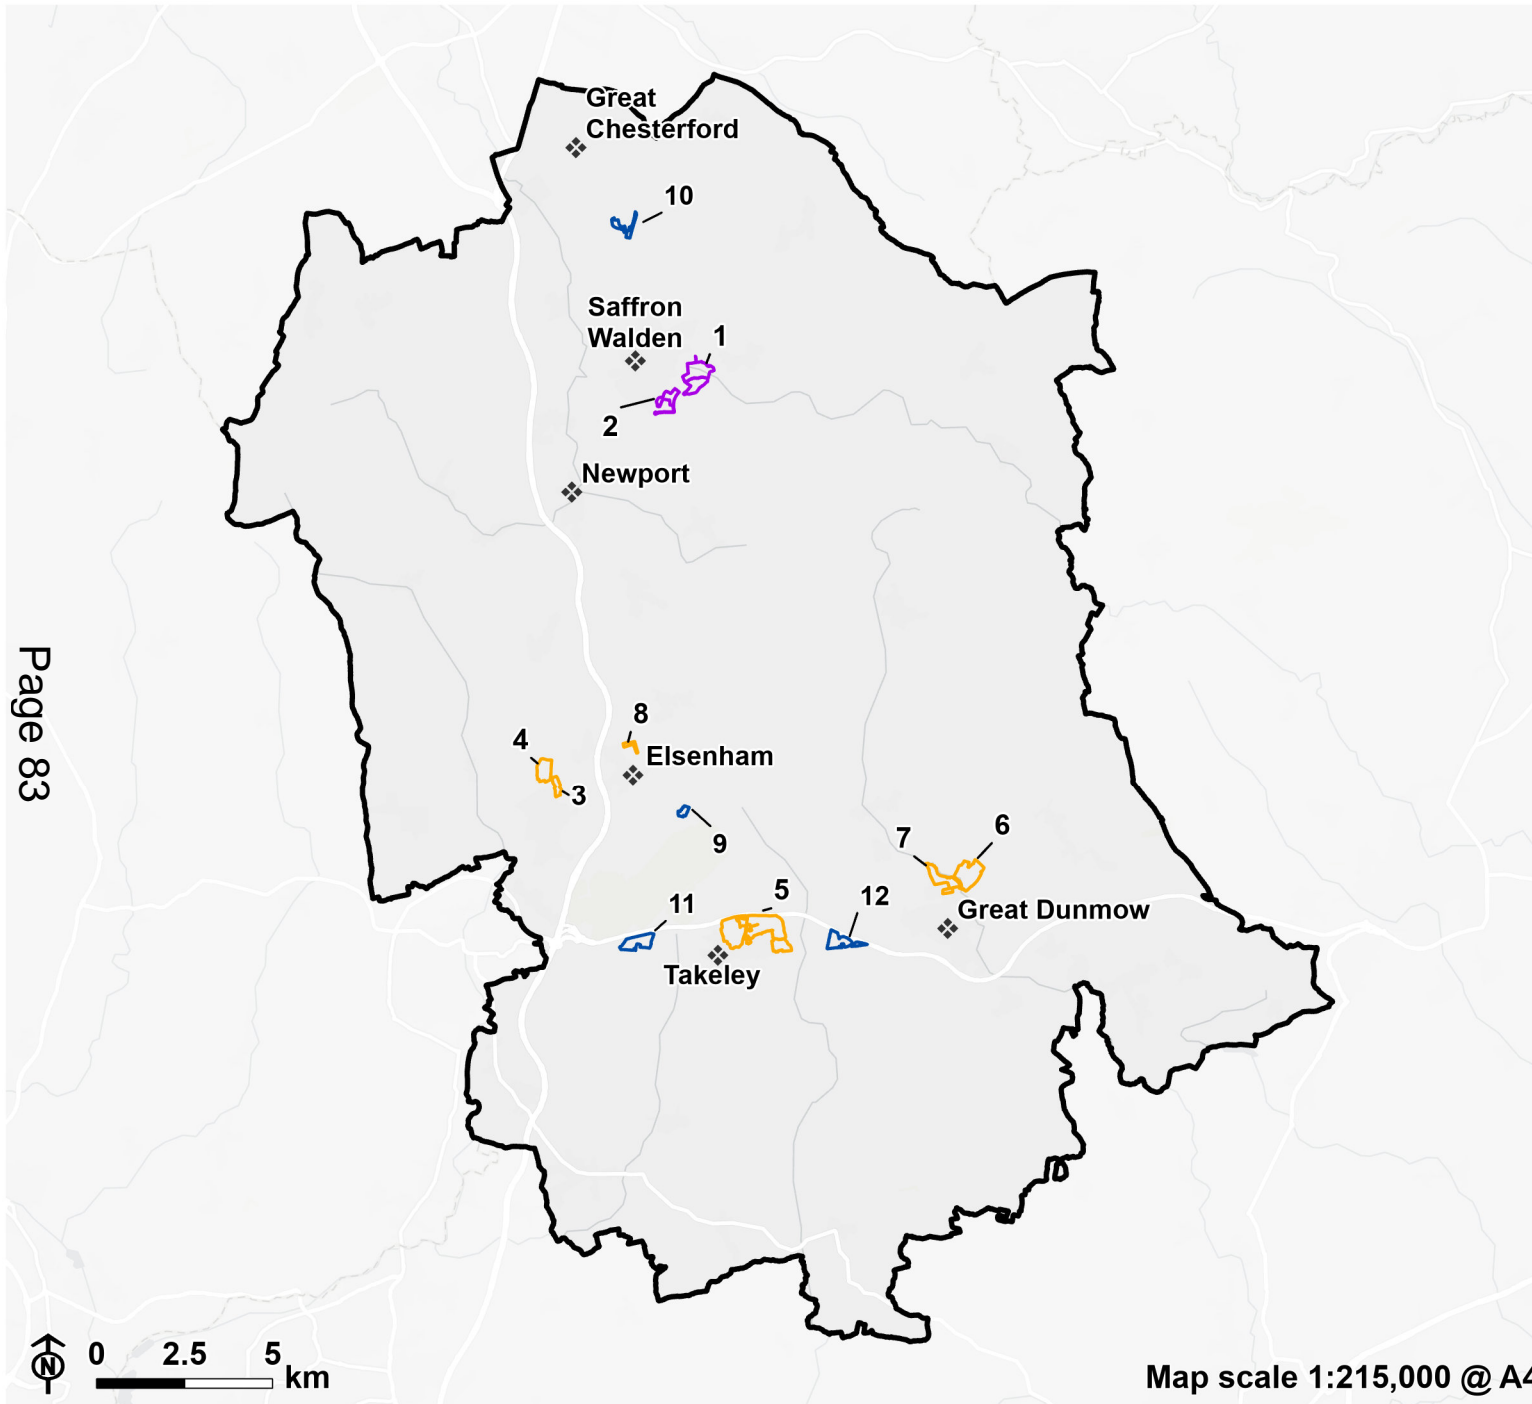 Great
Chesterford
10
Saffron
Walden
1
2
Newport
8
4
Elsenham
3
9
7
6
5
12
11
Great Dunmow
Takeley
Page 83
N
0 2.5 5
km
Map scale 1:215,000 @ A4